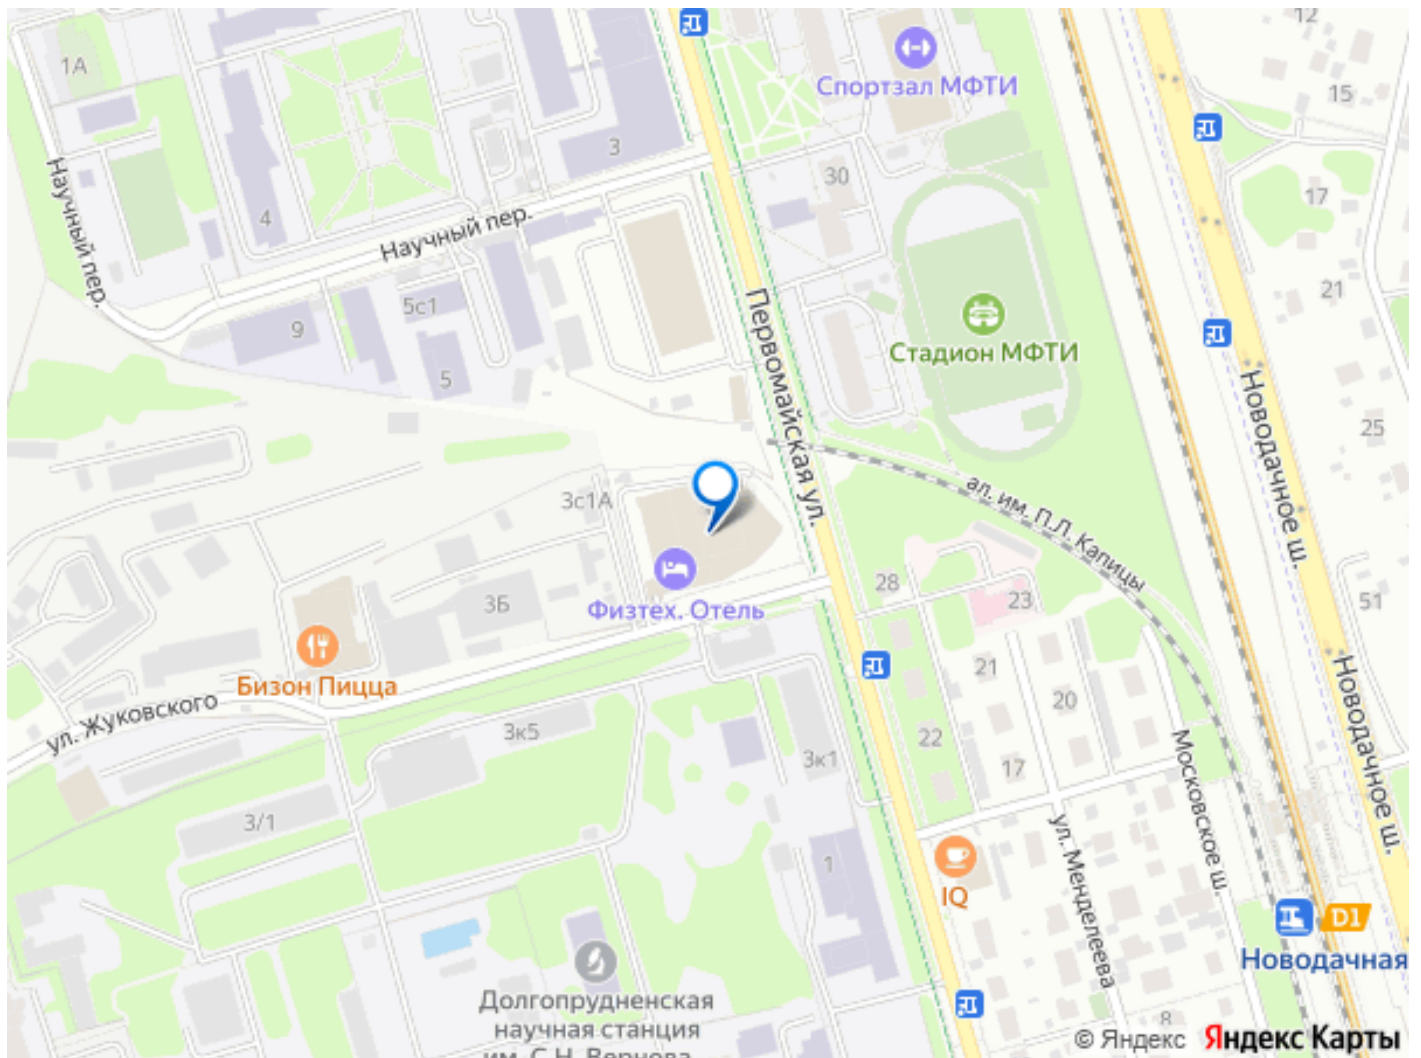 12
1А
Спортзал МФТИ
15
3
30
17
Научный пер.
4
Научный пер.
21
5с1
9
Первомайская ул.
Стадион МФТИ
5
Новодачное ш.
25
3с1А
ал. им. П.Л. Капицы
28
23
51
3Б
Физтех. Отель
21
Бизон Пицца
20
ул. Жуковского
3к5
22
3к1
17
Московское ш.
Новодачное ш.
3/1
ул. Менделеева
1
IQ
D1
Новодачная
Долгопрудненская
научная станция
им. С.Н. Вернова
8
© Яндекс Яндекс Карты